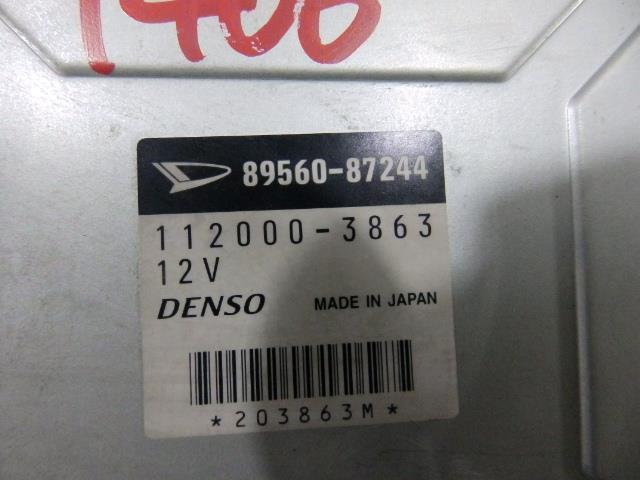 89560-87244
112000-3863
12V
DENSO MADE IN JAPAN
*203863M*